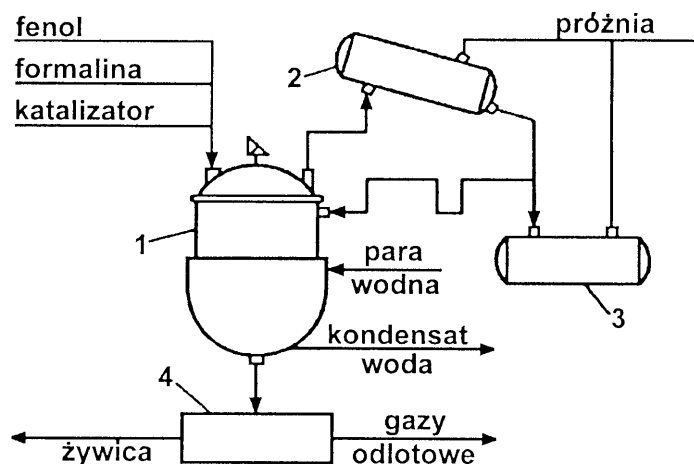 fenol
formalina
katalizator
próżnia
2
1
para
wodna
3
kondensat
woda
4
żywica
gazy
odlotowe